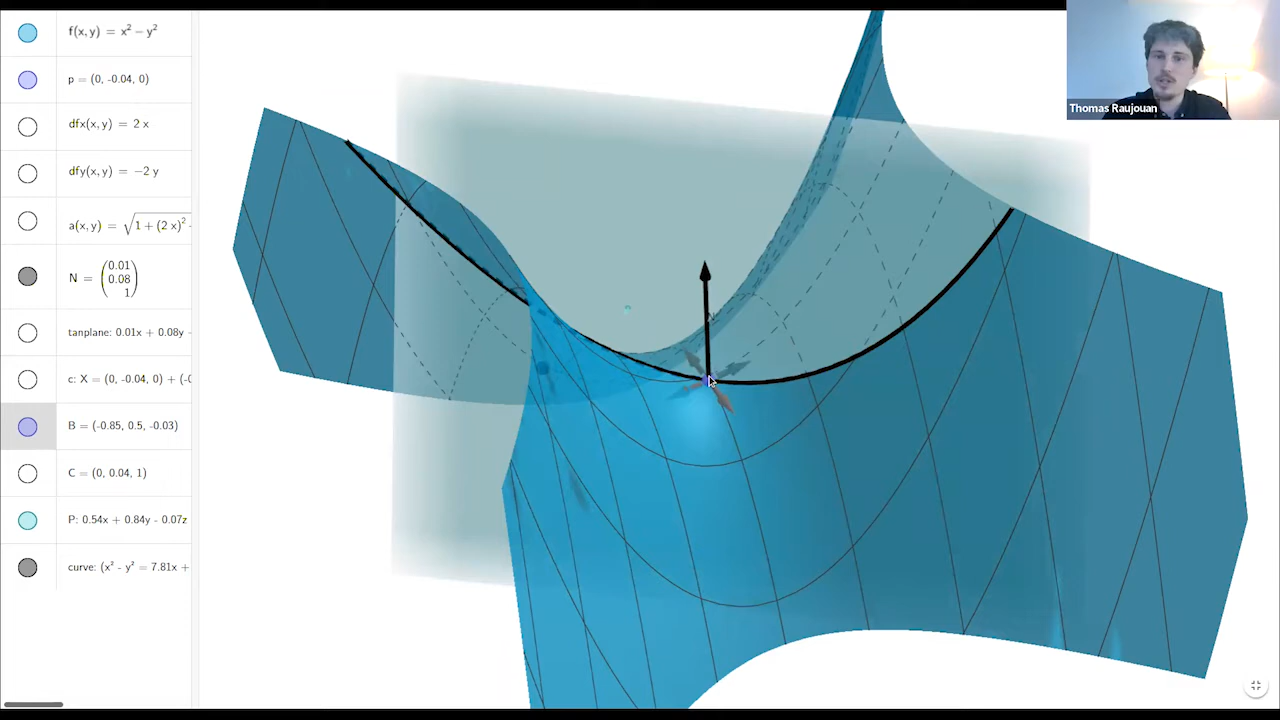 f(x, y) = x² − y²
p = (0, -0.04, 0)
dfx(x, y) = 2 x
dfy(x, y) = −2 y
a(x, y) = √1 + (2 x)² -
N = (0.01
0.08
1)
tanplane: 0.01x + 0.08y -
c: X = (0, -0.04, 0) + (-0
B = (-0.85, 0.5, -0.03)
C = (0, 0.04, 1)
P: 0.54x + 0.84y - 0.07z
curve: (x² - y² = 7.81x +
Thomas Raujouan